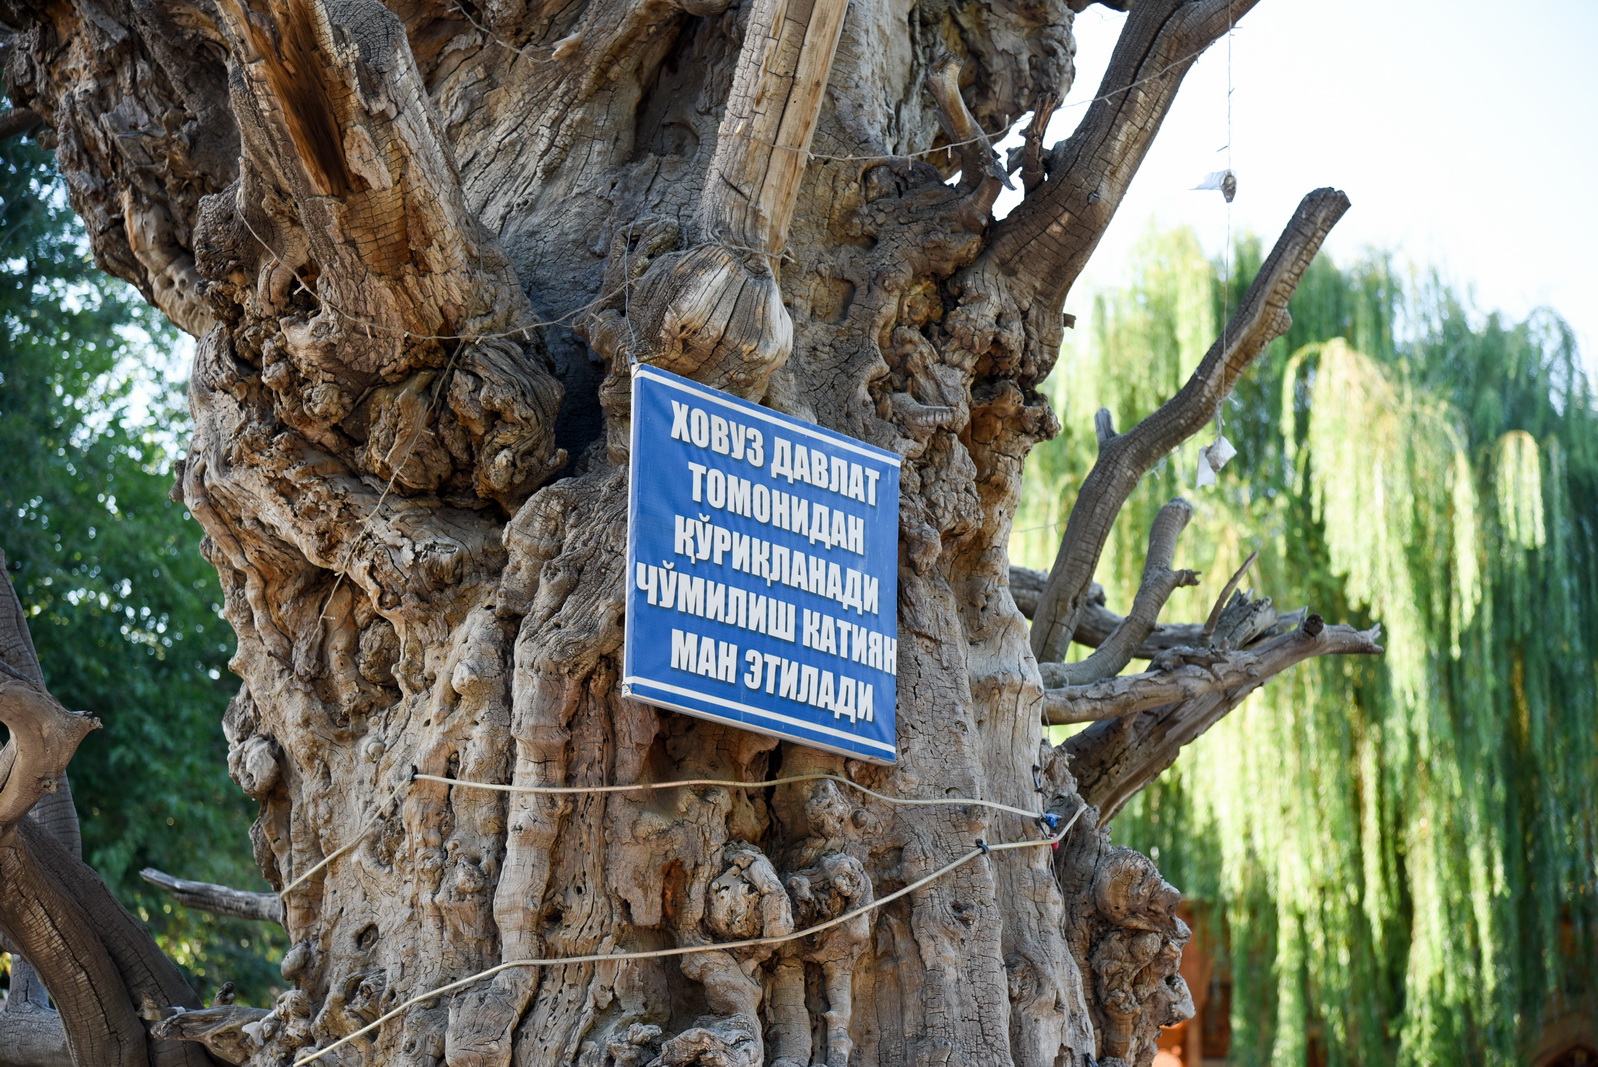 ХОВУЗ ДАВЛАТ
ТОМОНИДАН
ҚЎРИҚЛАНАДИ
ЧЎМИЛИШ КАТИЯН
МАН ЭТИЛАДИ